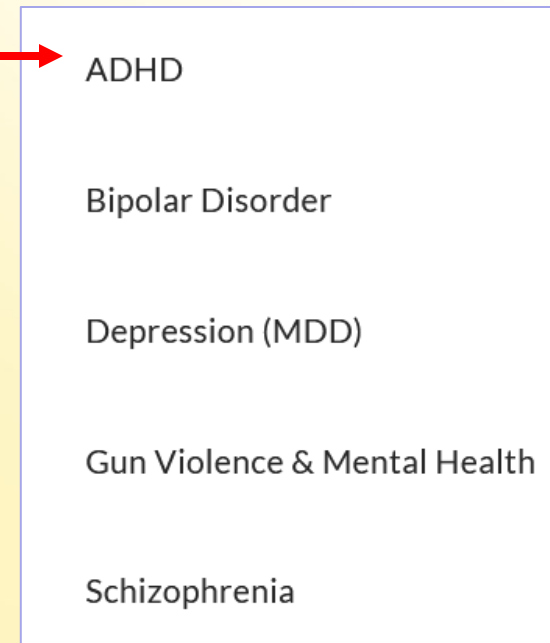 ADHD
Bipolar Disorder
Depression (MDD)
Gun Violence & Mental Health
Schizophrenia